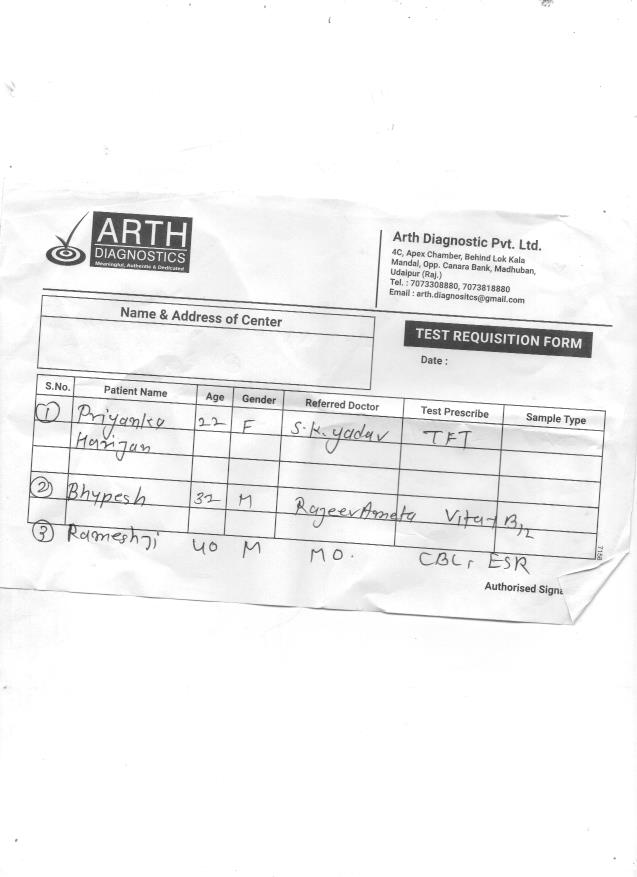 ARTH
DIAGNOSTICS
Meaningful, Authentic & Dedicated
Arth Diagnostic Pvt. Ltd.
4C, Apex Chamber, Behind Lok Kala
Mandal, Opp. Canara Bank, Madhuban,
Udaipur (Raj.)
Tel. : 7073308880, 7073818880
Email : arth.diagnositcs@gmail.com
Name & Address of Center
TEST REQUISITION FORM
Date :
S.No. Patient Name Age Gender Referred Doctor Test Prescribe Sample Type
1 Priyanka 22 F S.K. Yadav TFT
Harijan
2 Bhypesh 32 M Rajeev Ameta Vita-B12
3 Rameshji 40 M MO. CBC, ESR
7158
Authorised Signa